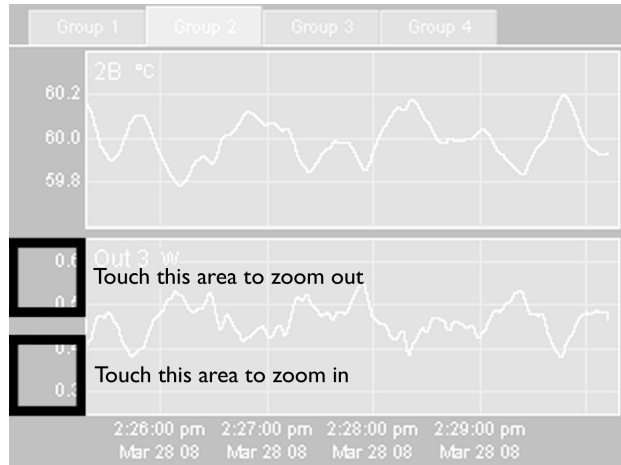 Group 1 Group 2 Group 3 Group 4
2B °C
60.2
60.0
59.8
Out 3 W
Touch this area to zoom out
Touch this area to zoom in
0.3
2:26:00 pm 2:27:00 pm 2:28:00 pm 2:29:00 pm
Mar 28 08 Mar 28 08 Mar 28 08 Mar 28 08